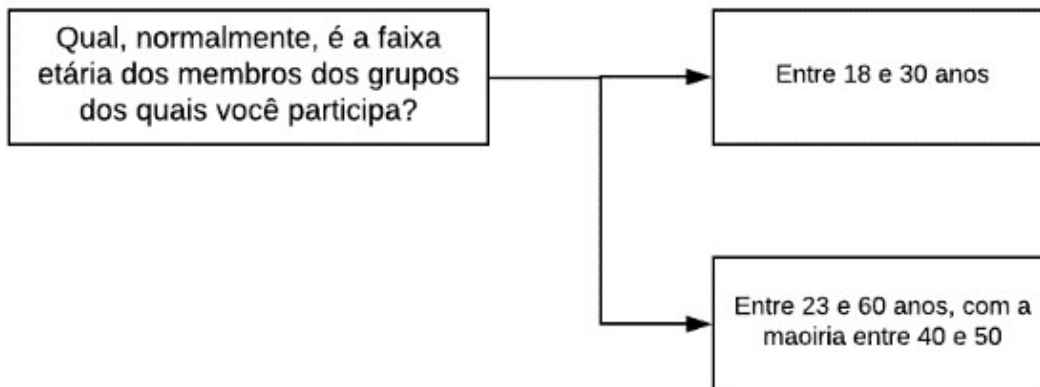 Qual, normalmente, é a faixa
etária dos membros dos grupos
dos quais você participa?
Entre 18 e 30 anos
Entre 23 e 60 anos, com a
maoiria entre 40 e 50